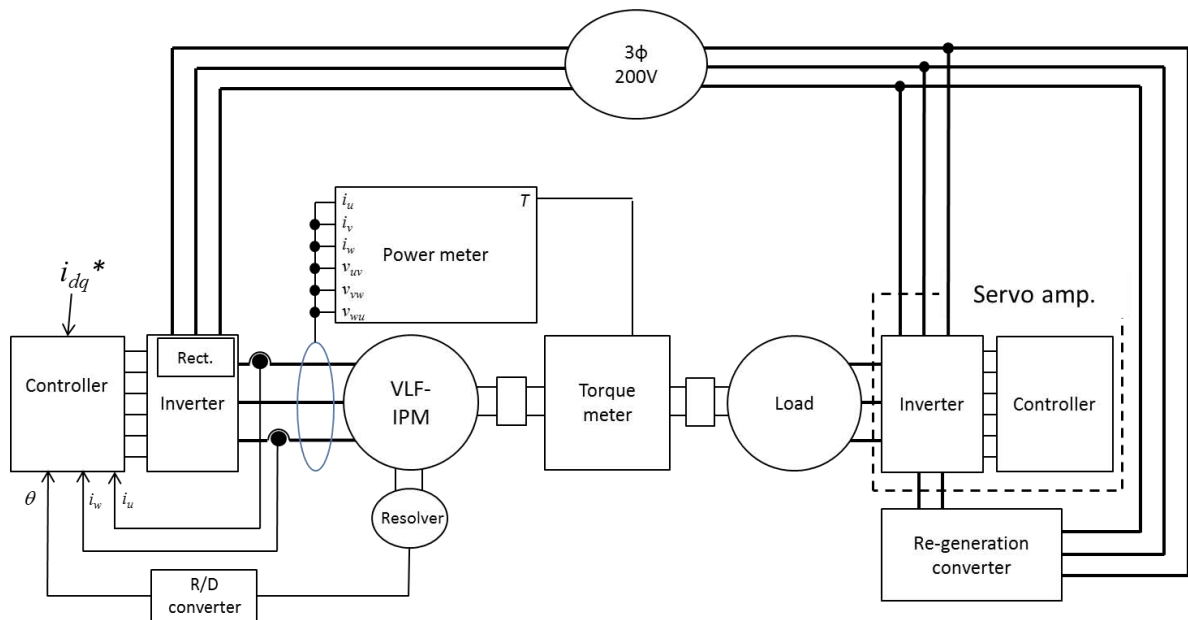 3ϕ
200V
i_u
T
i_v
i_w
Power meter
v_uv
v_vw
v_wu
i_dq*
Servo amp.
Rect.
Controller
Inverter
VLF-
IPM
Torque
meter
Load
Inverter
Controller
θ
i_w
i_u
Resolver
Re-generation
converter
R/D
converter